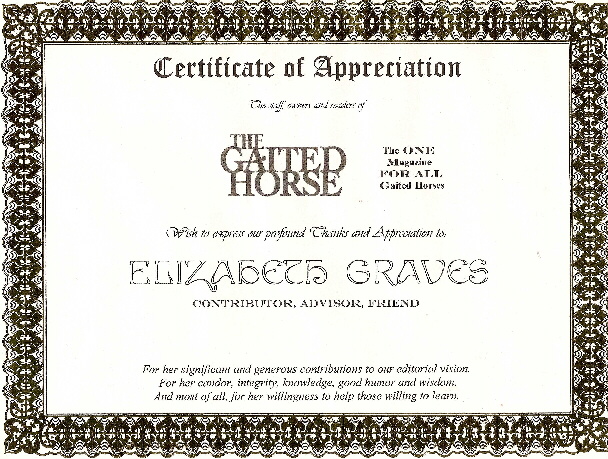 Certificate of Appreciation
The staff, owners and readers of
THE
GAITED
HORSE
The ONE
Magazine
FOR ALL
Gaited Horses
Wish to express our profound Thanks and Appreciation to:
ELIZABETH GRAVES
CONTRIBUTOR, ADVISOR, FRIEND
For her significant and generous contributions to our editorial vision.
For her candor, integrity, knowledge, good humor and wisdom.
And most of all, for her willingness to help those willing to learn.